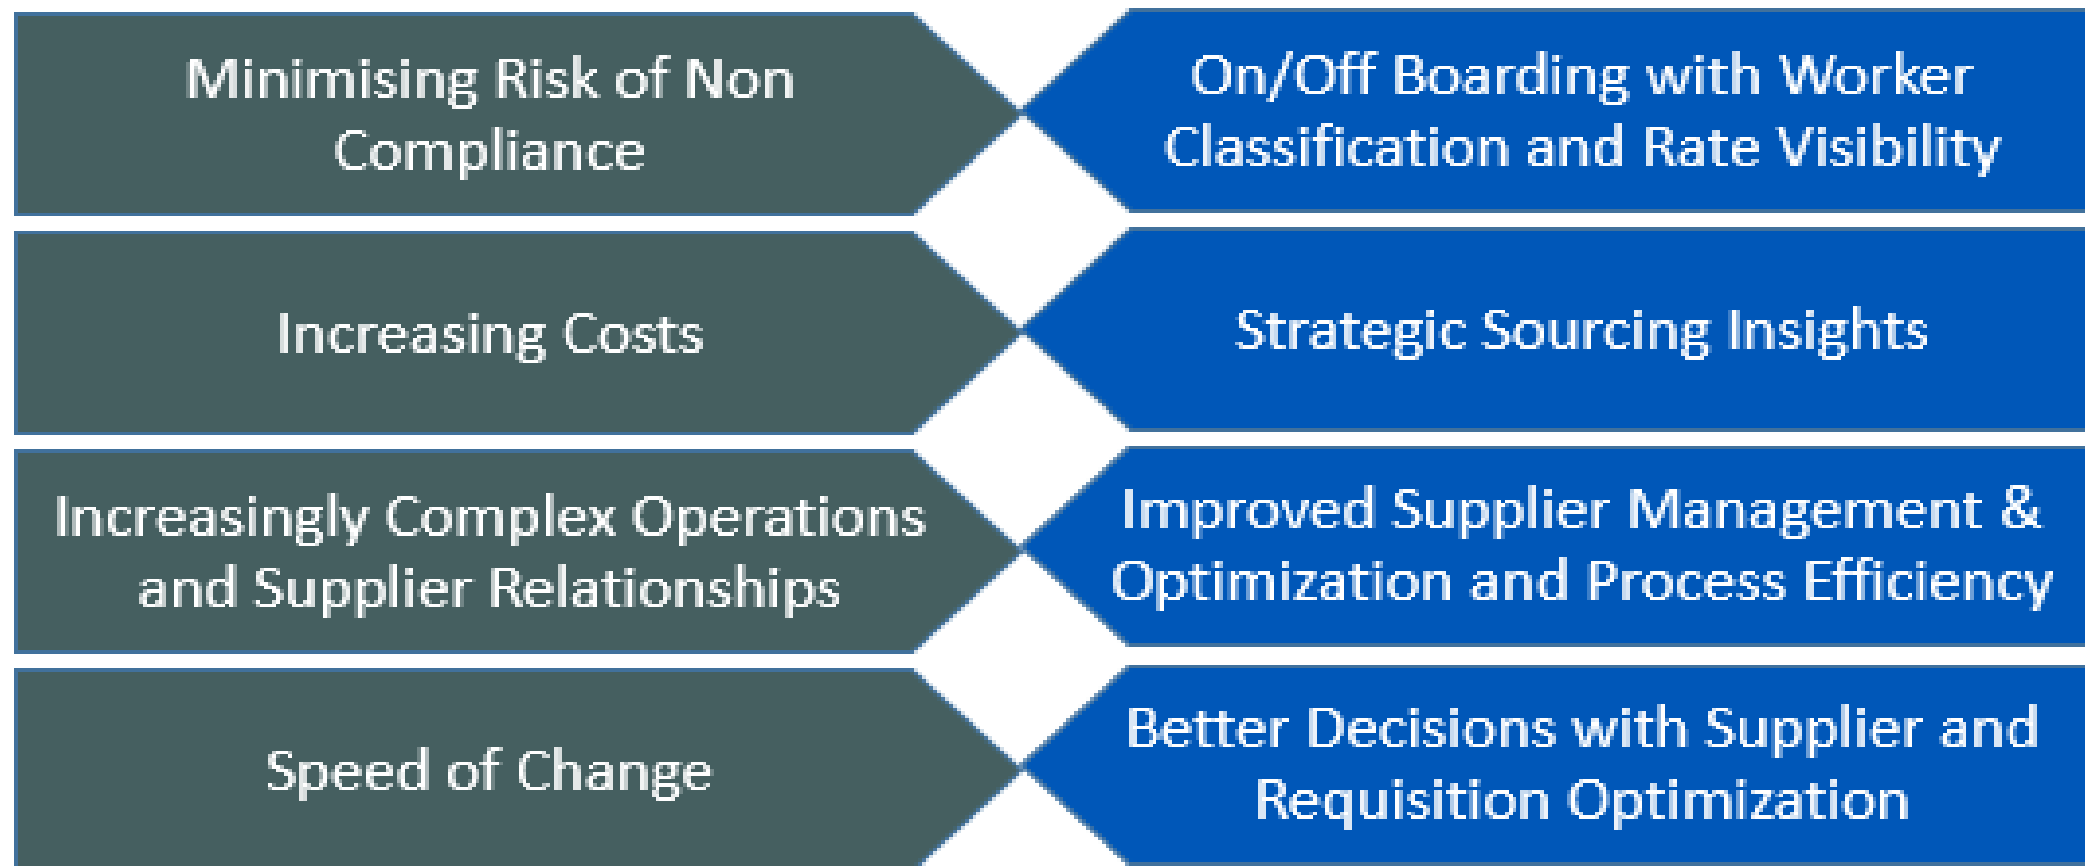 Minimising Risk of Non
Compliance
On/Off Boarding with Worker
Classification and Rate Visibility
Increasing Costs
Strategic Sourcing Insights
Increasingly Complex Operations
and Supplier Relationships
Improved Supplier Management &
Optimization and Process Efficiency
Speed of Change
Better Decisions with Supplier and
Requisition Optimization